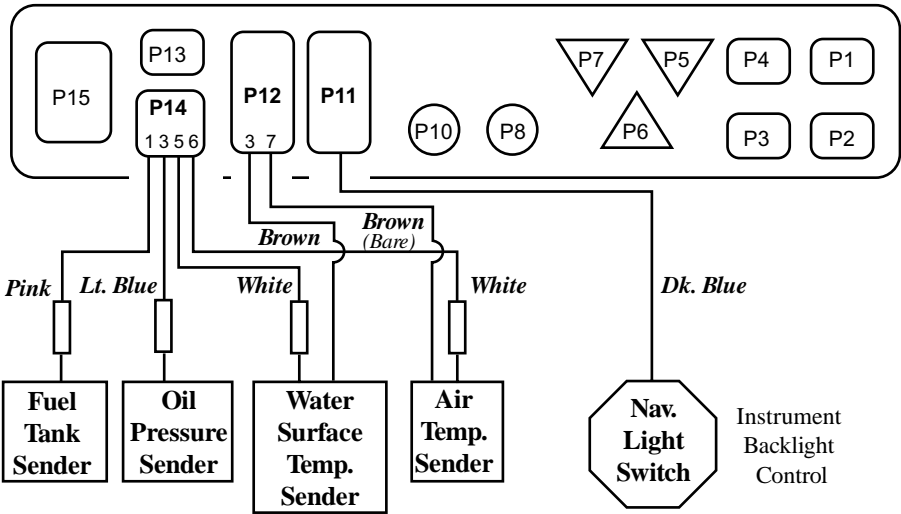 P15
P13
P14
1 3 5 6
P12
3 7
P11
P10
P8
P7
P5
P6
P4
P1
P3
P2
Pink
Lt. Blue
White
Brown
Brown
(Bare)
White
Dk. Blue
Fuel
Tank
Sender
Oil
Pressure
Sender
Water
Surface
Temp.
Sender
Air
Temp.
Sender
Nav.
Light
Switch
Instrument
Backlight
Control